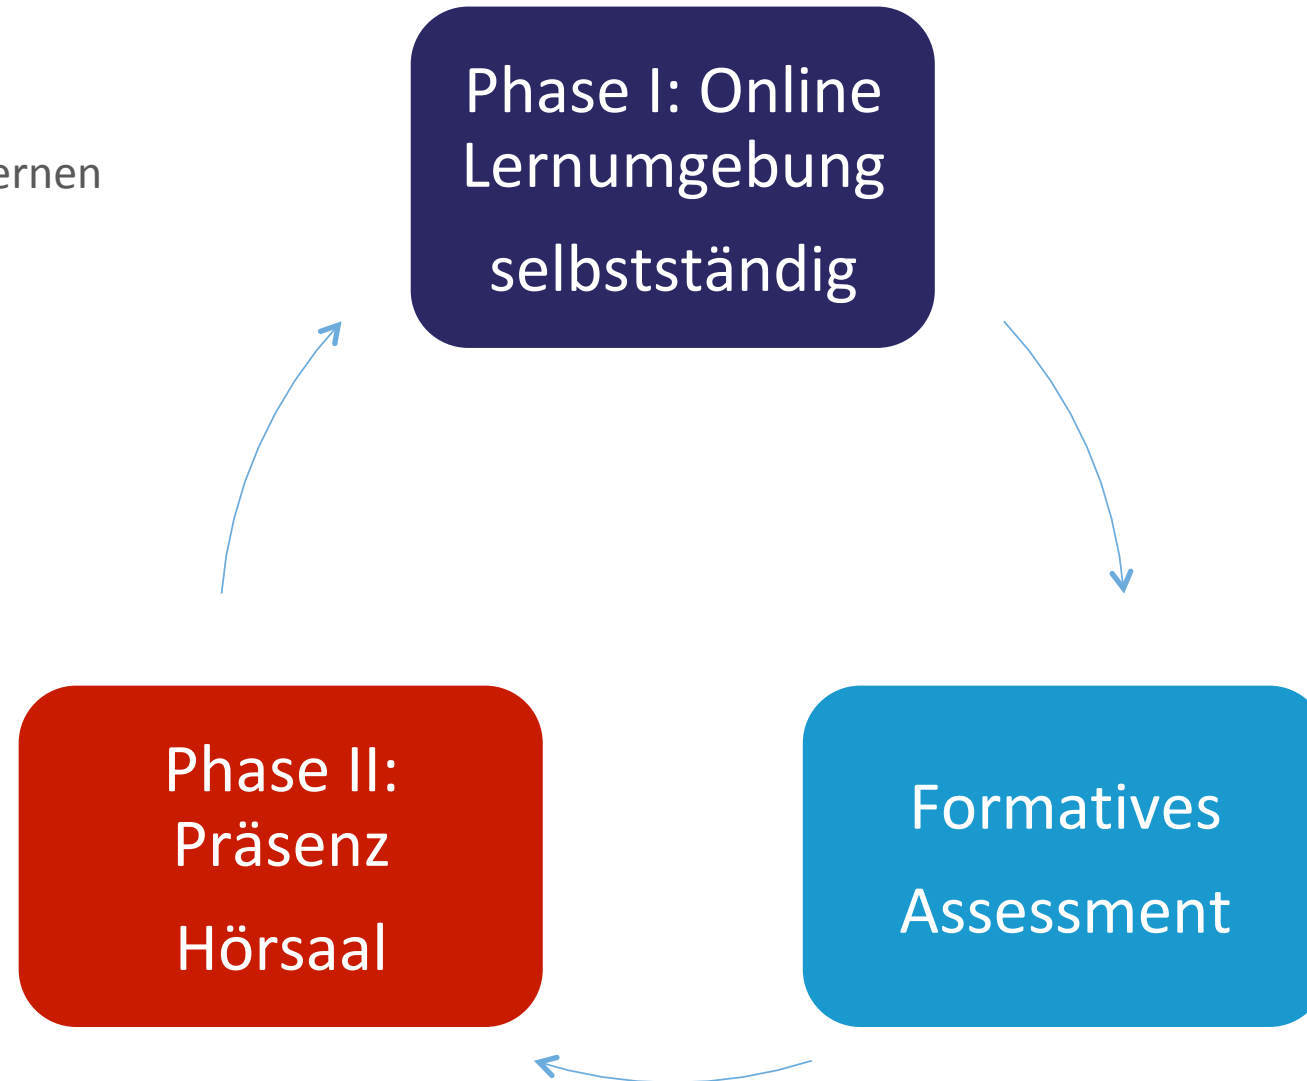 Phase I: Online
Lernumgebung
selbstständig
ernen
Phase II:
Präsenz
Hörsaal
Formatives
Assessment